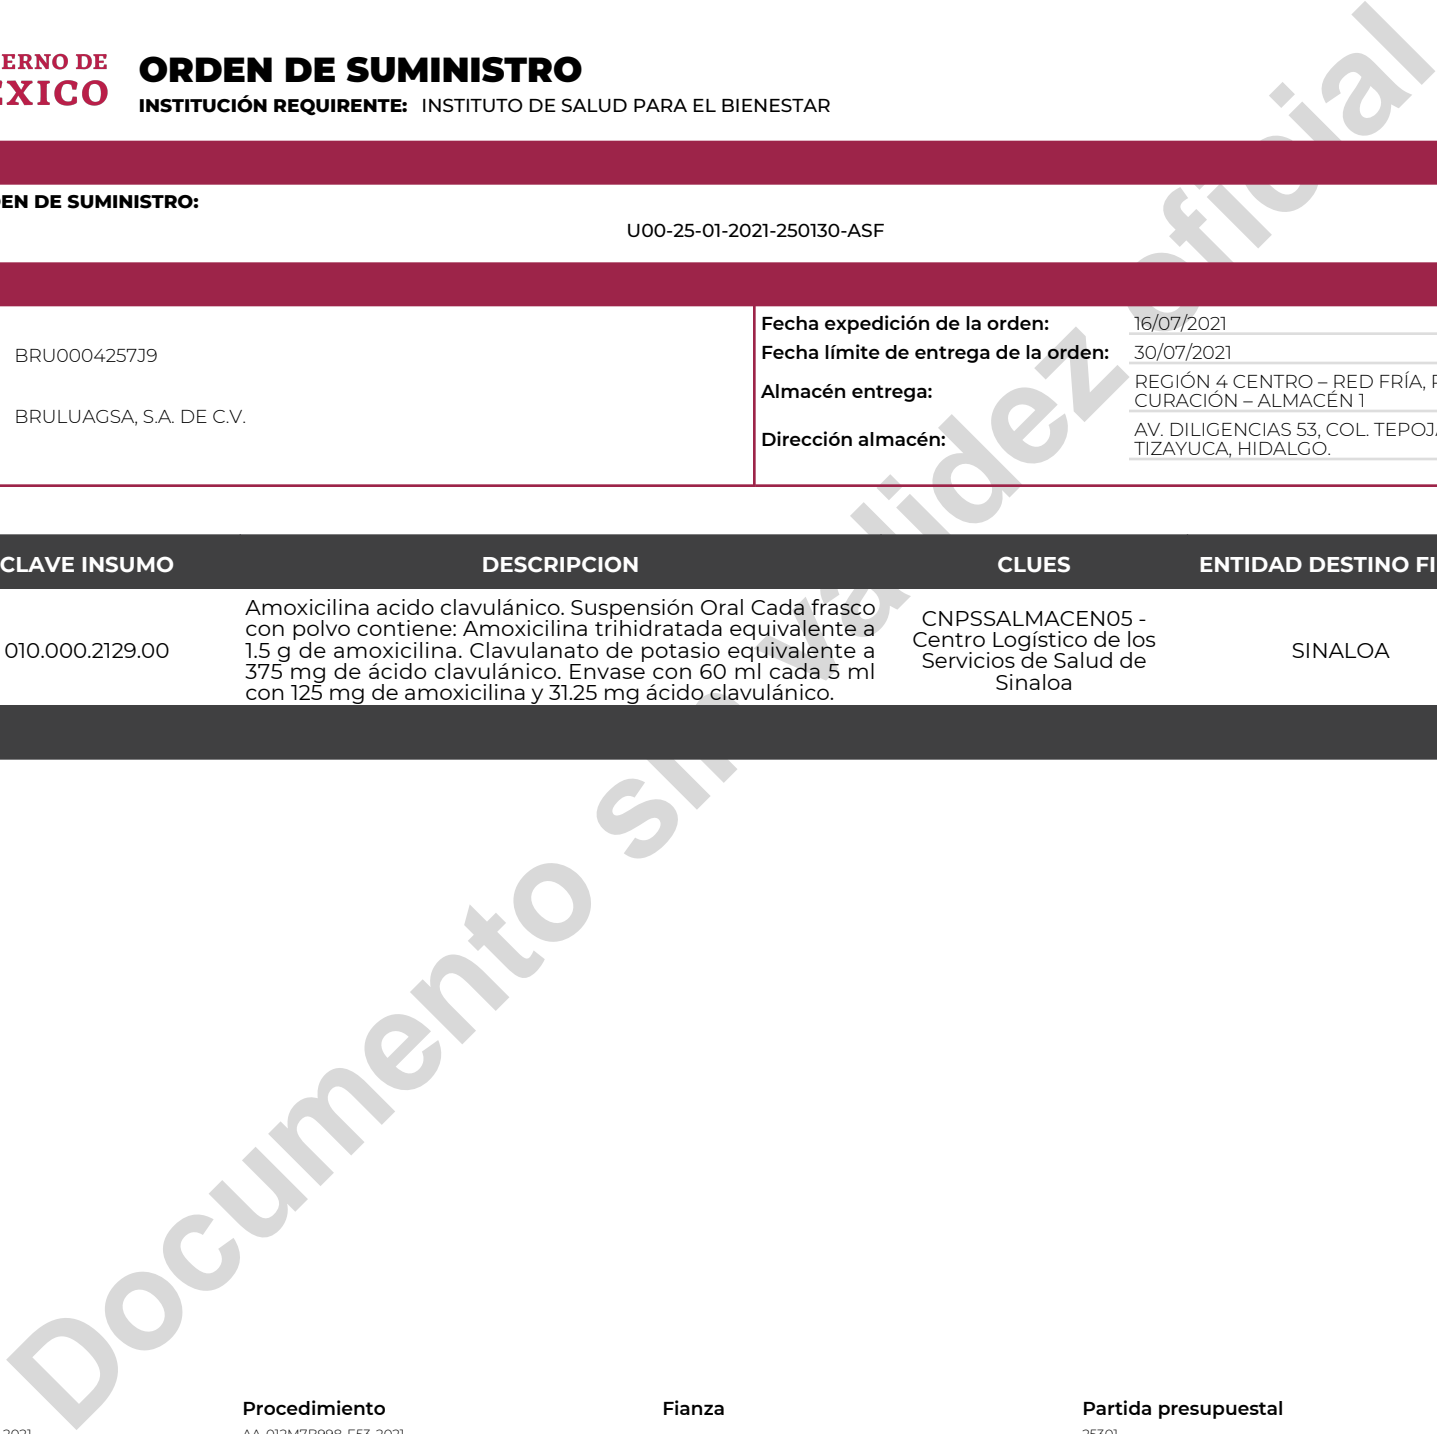 ERNO DE
EXICO
ORDEN DE SUMINISTRO
INSTITUCIÓN REQUIRENTE: INSTITUTO DE SALUD PARA EL BIENESTAR
EN DE SUMINISTRO:
U00-25-01-2021-250130-ASF
BRU0004257J9
BRULUAGSA, S.A. DE C.V.
Fecha expedición de la orden: 16/07/2021
Fecha límite de entrega de la orden: 30/07/2021
Almacén entrega: REGIÓN 4 CENTRO – RED FRÍA,
CURACIÓN – ALMACÉN 1
Dirección almacén: AV. DILIGENCIAS 53, COL. TEPOJ
TIZAYUCA, HIDALGO.
CLAVE INSUMO DESCRIPCION CLUES ENTIDAD DESTINO FI
010.000.2129.00
Amoxicilina acido clavulánico. Suspensión Oral Cada frasco
con polvo contiene: Amoxicilina trihidratada equivalente a
1.5 g de amoxicilina. Clavulanato de potasio equivalente a
375 mg de ácido clavulánico. Envase con 60 ml cada 5 ml
con 125 mg de amoxicilina y 31.25 mg ácido clavulánico.
CNPSSALMACEN05 -
Centro Logístico de los
Servicios de Salud de
Sinaloa
SINALOA
Documento sin validez oficial
Procedimiento Fianza Partida presupuestal